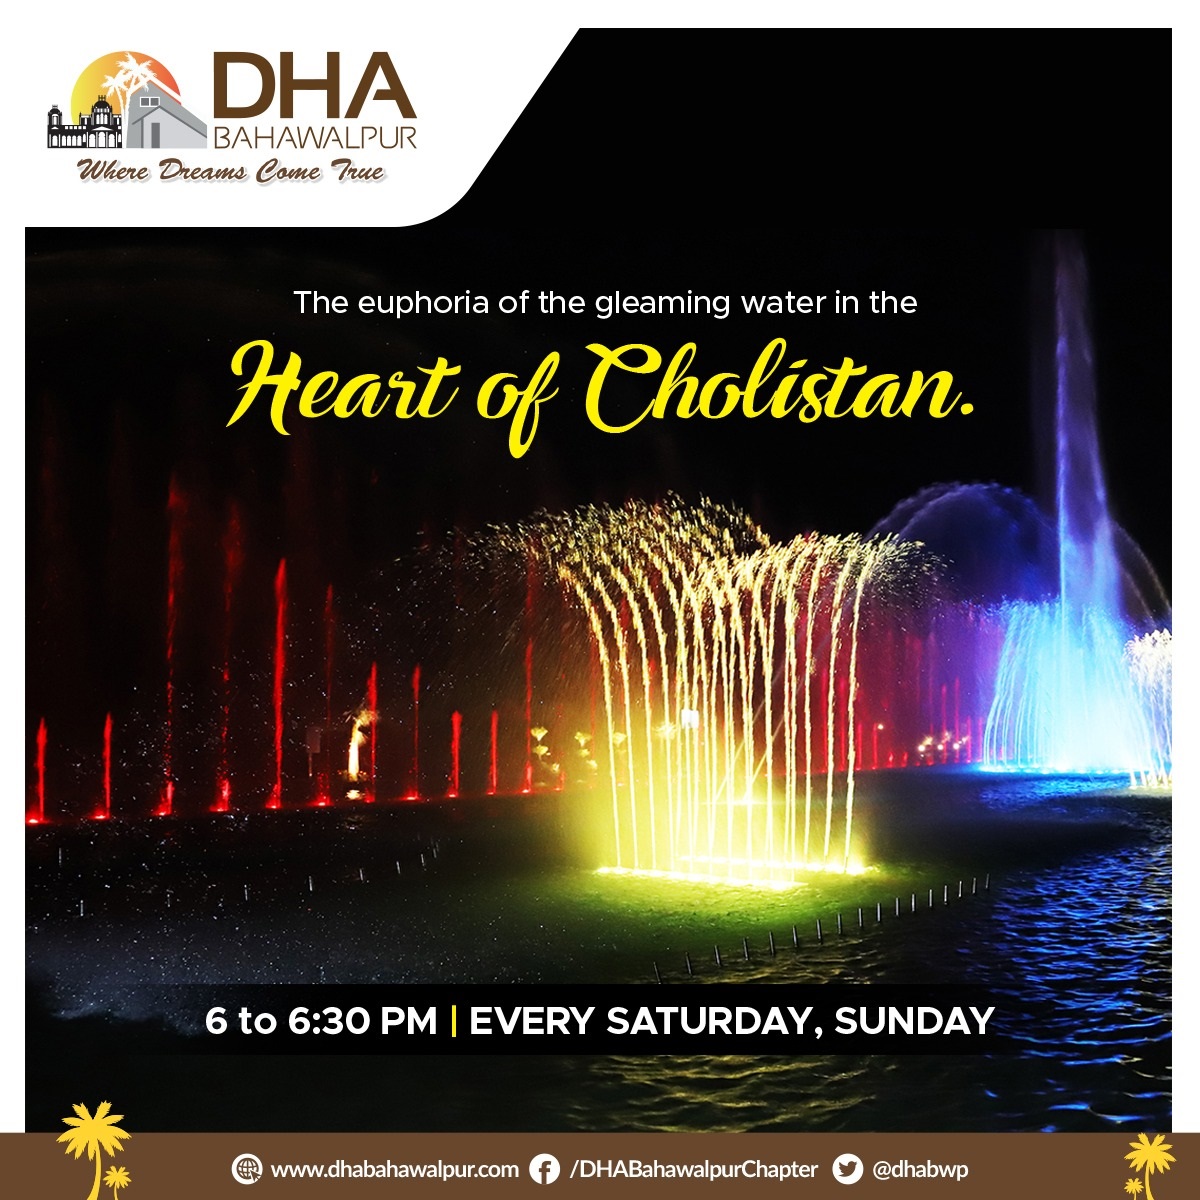 DHA
BAHAWALPUR
Where Dreams Come True
The euphoria of the gleaming water in the
Heart of Cholistan.
6 to 6:30 PM | EVERY SATURDAY, SUNDAY
www.dhabahawalpur.com /DHABahawalpurChapter @dhabwp